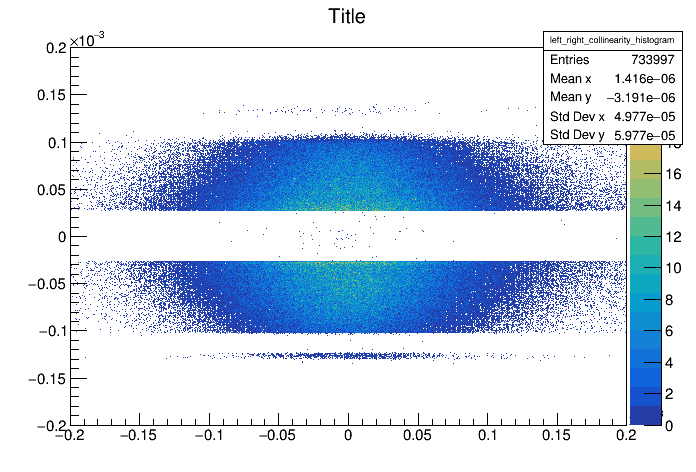 Title
×10⁻³
left_right_collinearity_histogram
Entries 733997
Mean x 1.416e−06
Mean y −3.191e−06
Std Dev x 4.977e−05
Std Dev y 5.977e−05
0.2
0.15
0.1
0.05
0
−0.05
−0.1
−0.15
−0.2
−0.2 −0.15 −0.1 −0.05 0 0.05 0.1 0.15 0.2
16
14
12
10
8
6
4
2
0